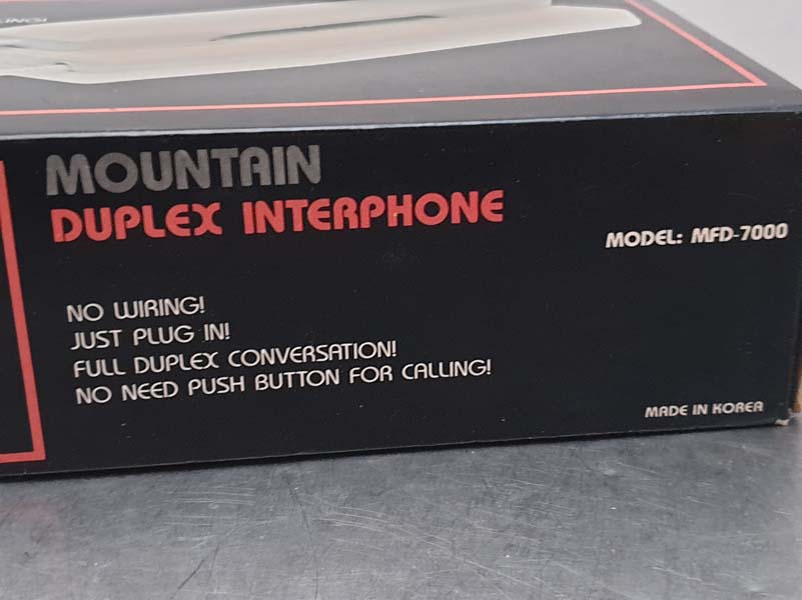 MOUNTAIN
DUPLEX INTERPHONE
MODEL: MFD-7000
NO WIRING!
JUST PLUG IN!
FULL DUPLEX CONVERSATION!
NO NEED PUSH BUTTON FOR CALLING!
MADE IN KOREA